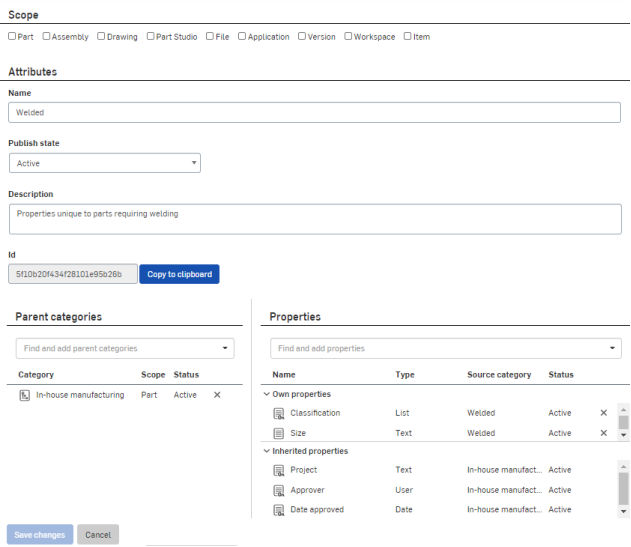 Scope
Part Assembly Drawing Part Studio File Application Version Workspace Item
Attributes
Name
Welded
Publish state
Active
Description
Properties unique to parts requiring welding
Id
5f10b20f434f28101e95b26b Copy to clipboard
Parent categories
Find and add parent categories
Category Scope Status
In-house manufacturing Part Active
Properties
Find and add properties
Name Type Source category Status
Own properties
Classification List Welded Active
Size Text Welded Active
Inherited properties
Project Text In-house manufact... Active
Approver User In-house manufact... Active
Date approved Date In-house manufact... Active
Save changes Cancel